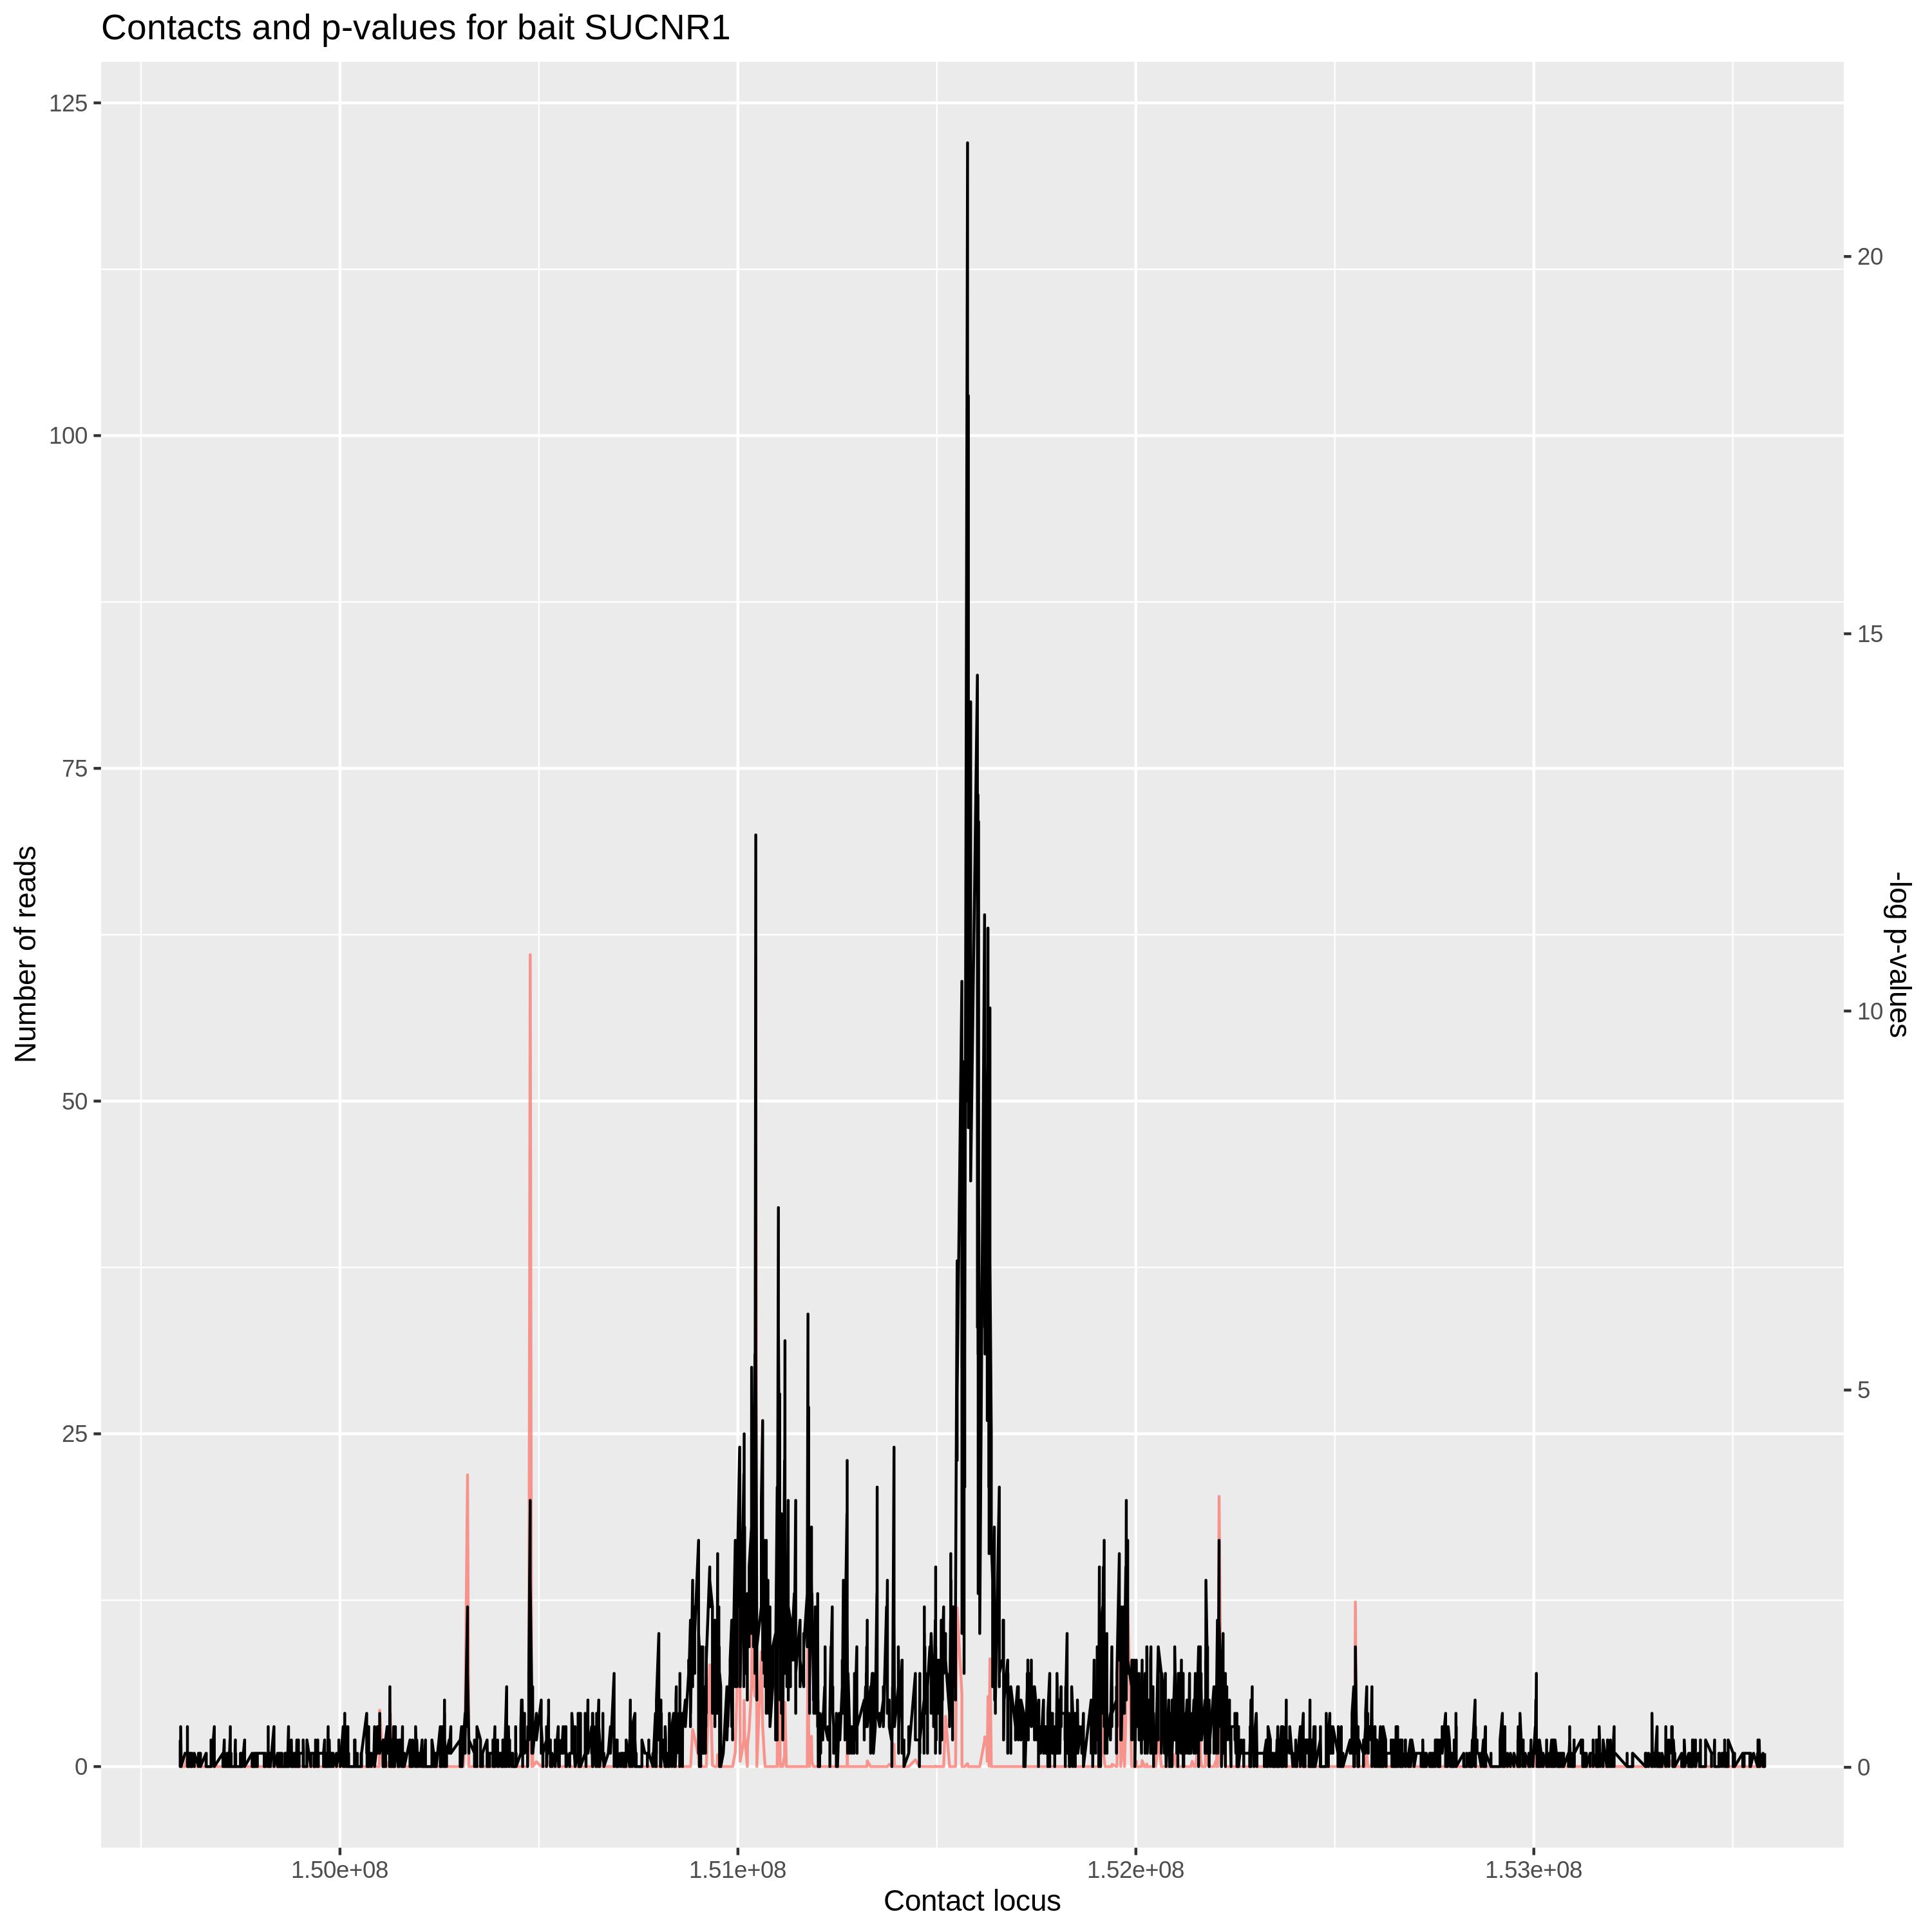 Contacts and p-values for bait SUCNR1
125
100
75
50
25
0
Number of reads
20
15
10
5
0
-log p-values
1.50e+08
1.51e+08
1.52e+08
1.53e+08
Contact locus